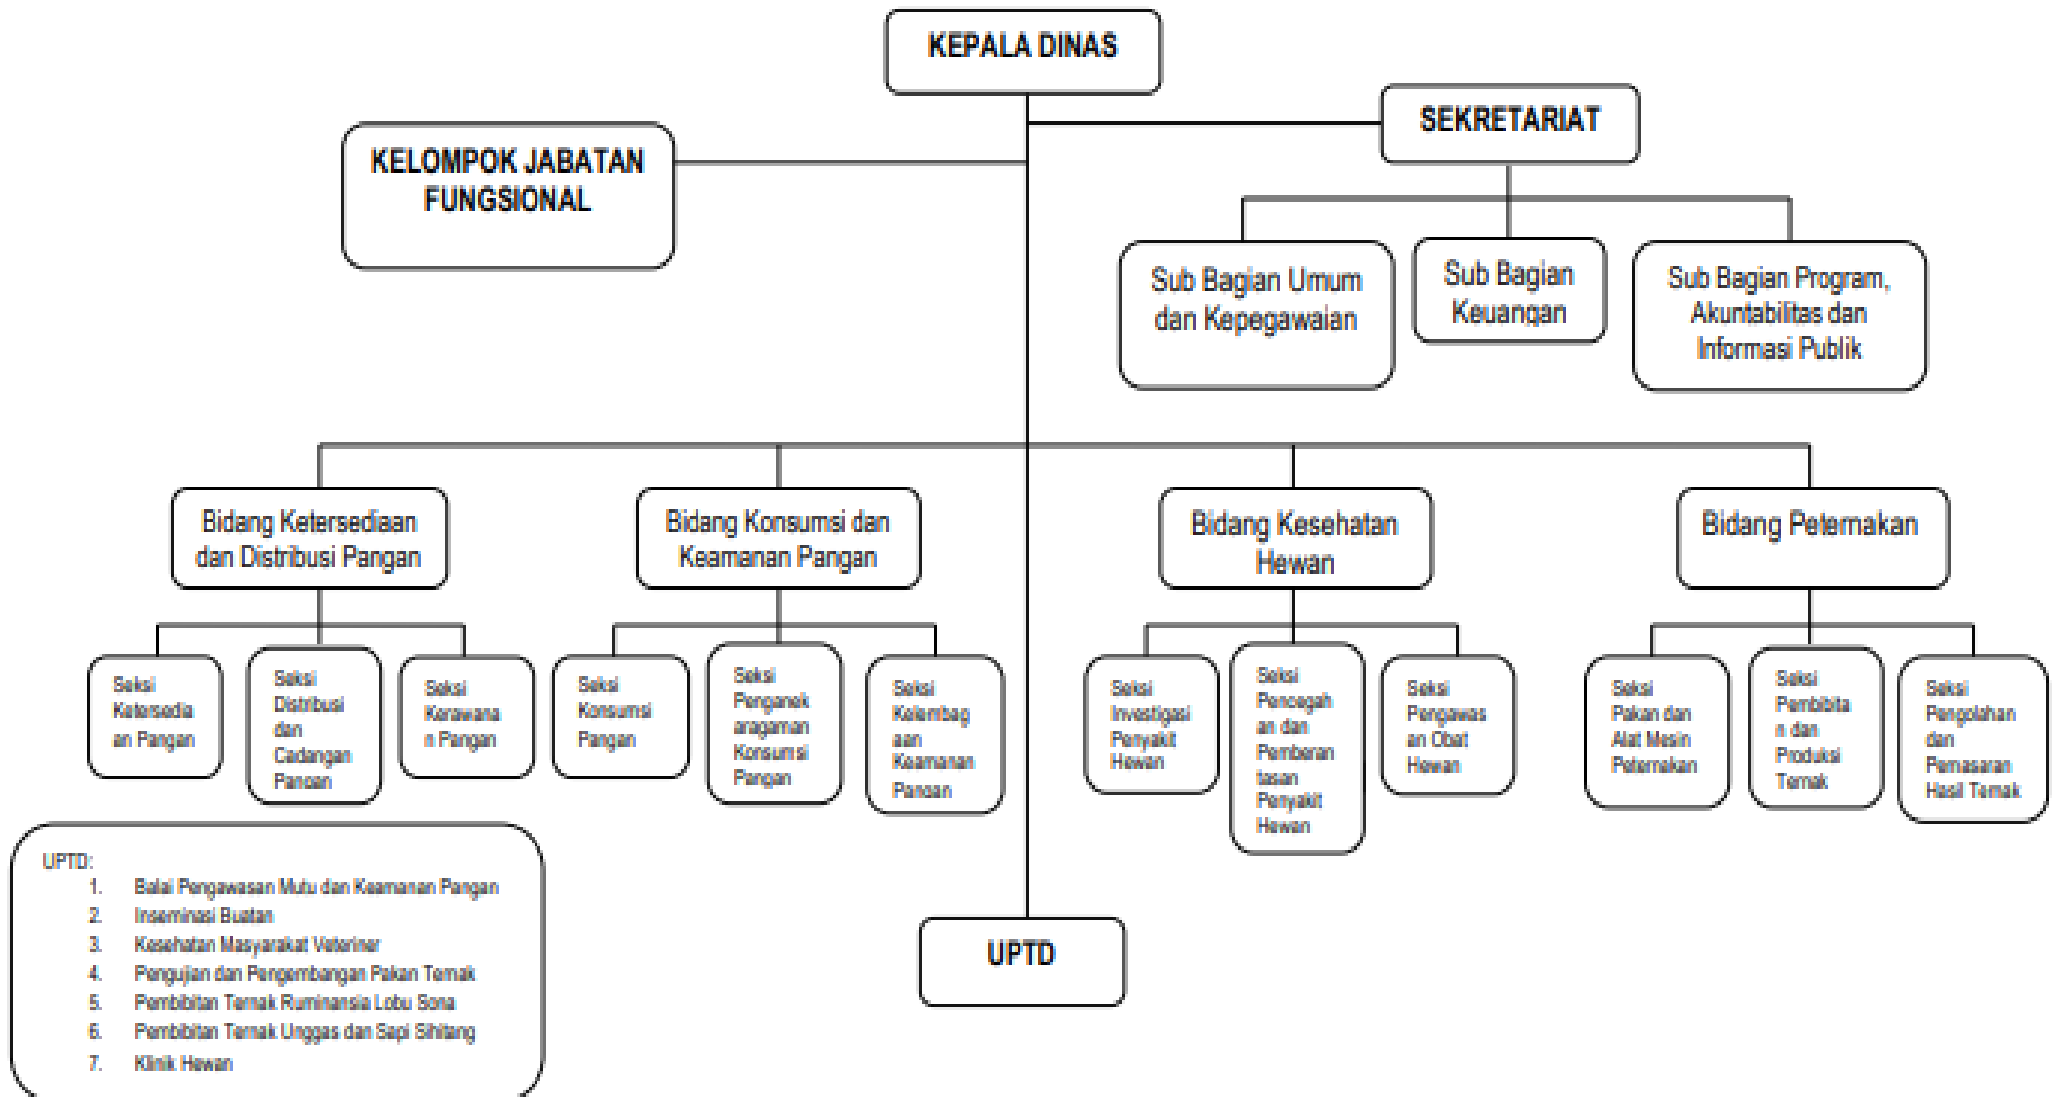 KEPALA DINAS
SEKRETARIAT
KELOMPOK JABATAN
FUNGSIONAL
Sub Bagian Umum
dan Kepegawaian
Sub Bagian
Keuangan
Sub Bagian Program,
Akuntabilitas dan
Informasi Publik
Bidang Ketersediaan
dan Distribusi Pangan
Bidang Konsumsi dan
Keamanan Pangan
Bidang Kesehatan
Hewan
Bidang Peternakan
Seksi
Ketersedia
an Pangan
Seksi
Distribusi
dan
Cadangan
Pangan
Seksi
Kerawana
n Pangan
Seksi
Konsumsi
Pangan
Seksi
Penganek
aragaman
Konsumsi
Pangan
Seksi
Kelembag
aan
Keamanan
Pangan
Seksi
Investigasi
Penyakit
Hewan
Seksi
Pencegah
an dan
Pemberan
tasan
Penyakit
Hewan
Seksi
Pengawas
an Obat
Hewan
Seksi
Pakan dan
Alat Mesin
Peternakan
Seksi
Pembibita
n dan
Produksi
Ternak
Seksi
Pengolahan
dan
Pemasaran
Hasil Ternak
UPTD:
1. Balai Pengawasan Mutu dan Keamanan Pangan
2. Inseminasi Buatan
3. Kesehatan Masyarakat Veteriner
4. Pengujian dan Pengembangan Pakan Ternak
5. Pembibitan Ternak Ruminansia Lobu Sona
6. Pembibitan Ternak Unggas dan Sapi Sihitang
7. Klinik Hewan
UPTD